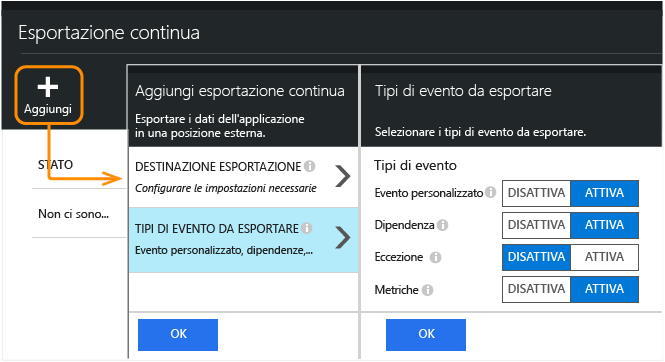 Esportazione continua
Aggiungi
STATO
Non ci sono...
Aggiungi esportazione continua
Esportare i dati dell'applicazione
in una posizione esterna.
DESTINAZIONE ESPORTAZIONE
Configurare le impostazioni necessarie
TIPI DI EVENTO DA ESPORTARE
Evento personalizzato, dipendenze,...
OK
Tipi di evento da esportare
Selezionare i tipi di evento da esportare.
Tipi di evento
Evento personalizzato DISATTIVA ATTIVA
Dipendenza DISATTIVA ATTIVA
Eccezione DISATTIVA ATTIVA
Metriche DISATTIVA ATTIVA
OK